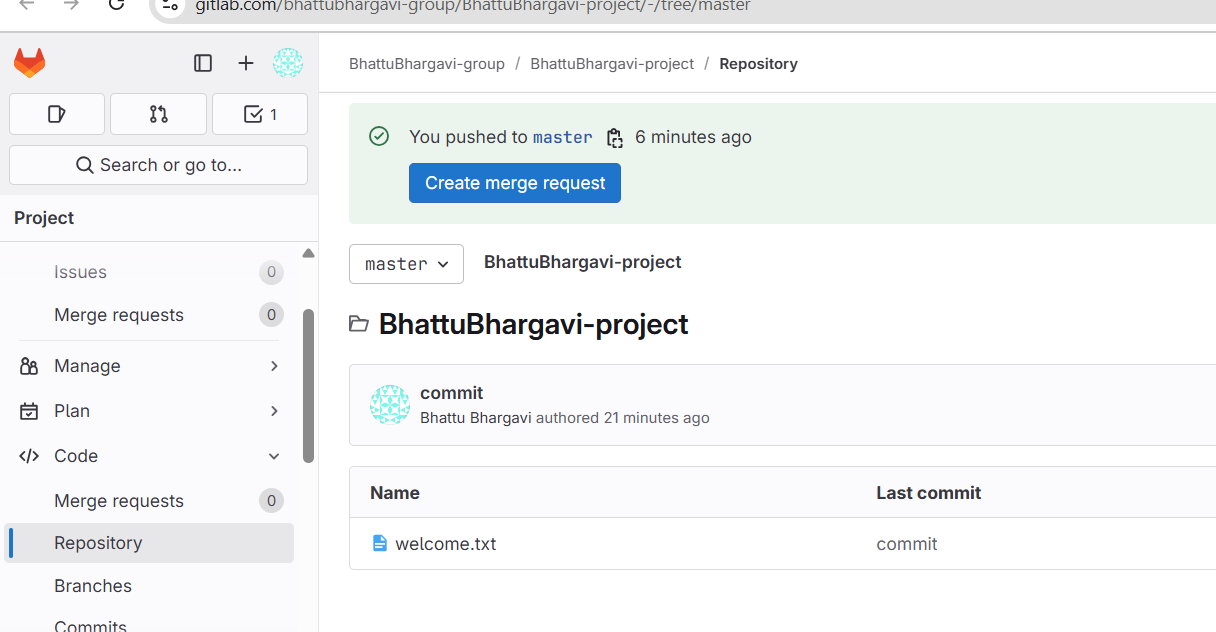 gitlab.com/bhattubhargavi-group/BhattuBhargavi-project/-/tree/master
1
Search or go to...
Project
Issues 0
Merge requests 0
Manage
Plan
Code
Merge requests 0
Repository
Branches
Commits
BhattuBhargavi-group / BhattuBhargavi-project / Repository
You pushed to master 6 minutes ago
Create merge request
master BhattuBhargavi-project
BhattuBhargavi-project
commit
Bhattu Bhargavi authored 21 minutes ago
Name Last commit
welcome.txt commit